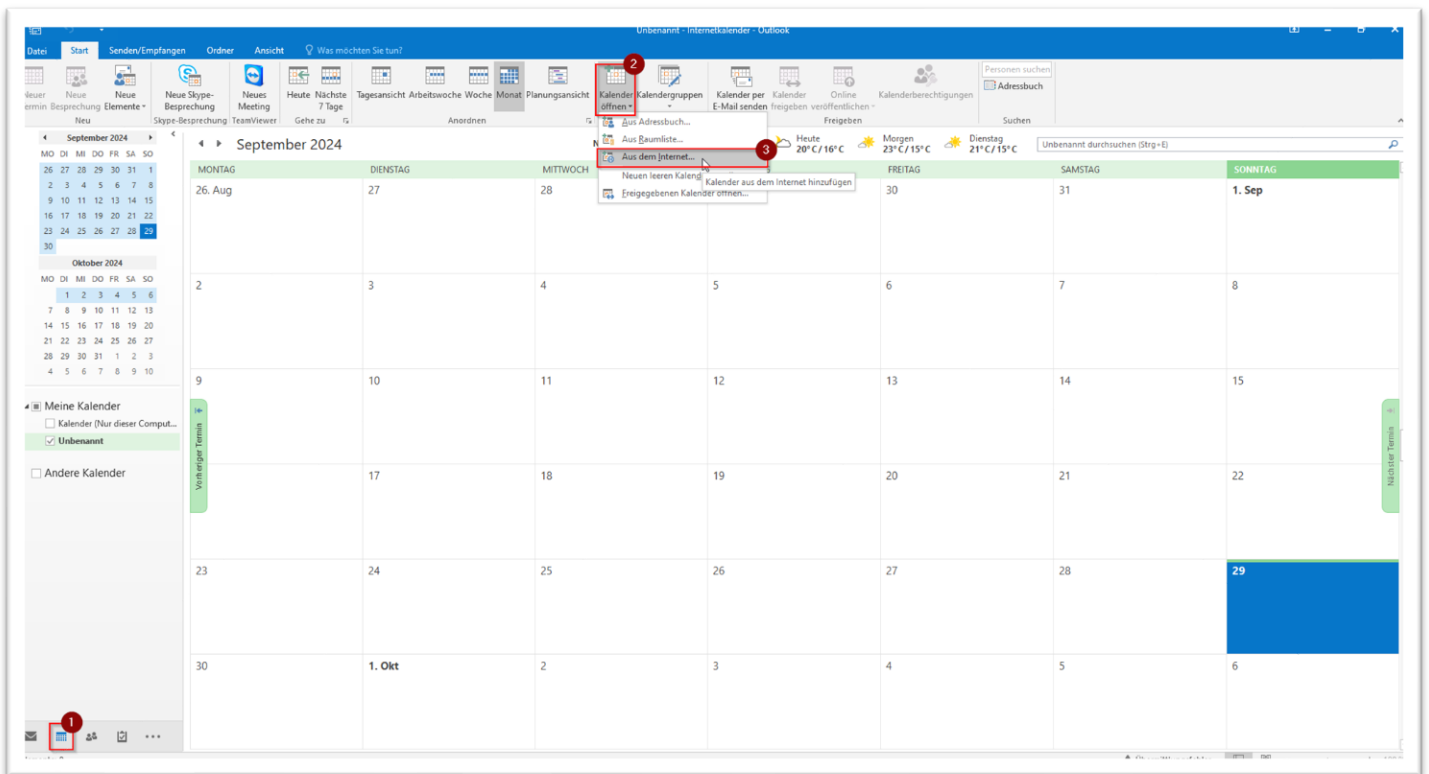 Unbenannt - Internetkalender - Outlook
Datei Start Senden/Empfangen Ordner Ansicht Was möchten Sie tun?
Neue Besprechung
Neue Elemente
Neue Skype-Besprechung
Neues Meeting
Heute
Nächste 7 Tage
Tagesansicht Arbeitswoche Woche Monat Planungsansicht
2
Kalender öffnen
Kalendergruppen
Kalender per E-Mail senden
Kalender freigeben
Online veröffentlichen
Kalenderberechtigungen
Personen suchen
Adressbuch
Neu Skype-Besprechung TeamViewer Gehe zu Anordnen Freigeben Suchen
Aus Adressbuch...
Aus Raumliste...
Aus dem Internet...
3
Neuen leeren Kalend
Kalender aus dem Internet hinzufügen
Freigegebenen Kalender öffnen...
September 2024
MO DI MI DO FR SA SO
26 27 28 29 30 31 1
2 3 4 5 6 7 8
9 10 11 12 13 14 15
16 17 18 19 20 21 22
23 24 25 26 27 28 29
30
Oktober 2024
MO DI MI DO FR SA SO
1 2 3 4 5 6
7 8 9 10 11 12 13
14 15 16 17 18 19 20
21 22 23 24 25 26 27
28 29 30 31 1 2 3
4 5 6 7 8 9 10
Meine Kalender
Kalender (Nur dieser Comput...
Unbenannt
Andere Kalender
1
September 2024
Heute 20° C / 16° C
Morgen 23° C / 15° C
Dienstag 21° C / 15° C
Unbenannt durchsuchen (Strg+E)
MONTAG DIENSTAG MITTWOCH FREITAG SAMSTAG SONNTAG
26. Aug 27 28 30 31 1. Sep
2 3 4 5 6 7 8
9 10 11 12 13 14 15
Vorheriger Termin
Nächster Termin
17 18 19 20 21 22
23 24 25 26 27 28 29
30 1. Okt 2 3 4 5 6